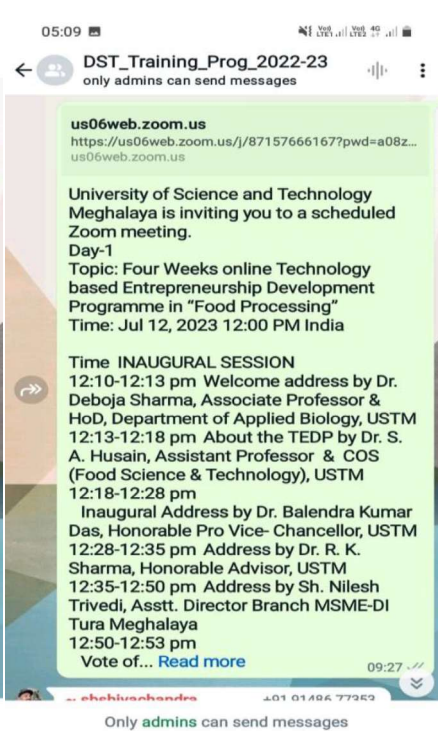 05:09
Vo) LTE1 Vo) LTE2 4G
DST_Training_Prog_2022-23
only admins can send messages
us06web.zoom.us
https://us06web.zoom.us/j/87157666167?pwd=a08z...
us06web.zoom.us
University of Science and Technology
Meghalaya is inviting you to a scheduled
Zoom meeting.
Day-1
Topic: Four Weeks online Technology
based Entrepreneurship Development
Programme in “Food Processing”
Time: Jul 12, 2023 12:00 PM India
Time INAUGURAL SESSION
12:10-12:13 pm Welcome address by Dr.
Deboja Sharma, Associate Professor &
HoD, Department of Applied Biology, USTM
12:13-12:18 pm About the TEDP by Dr. S.
A. Husain, Assistant Professor & COS
(Food Science & Technology), USTM
12:18-12:28 pm
Inaugural Address by Dr. Balendra Kumar
Das, Honorable Pro Vice- Chancellor, USTM
12:28-12:35 pm Address by Dr. R. K.
Sharma, Honorable Advisor, USTM
12:35-12:50 pm Address by Sh. Nilesh
Trivedi, Asstt. Director Branch MSME-DI
Tura Meghalaya
12:50-12:53 pm
Vote of... Read more
09:27
Only admins can send messages